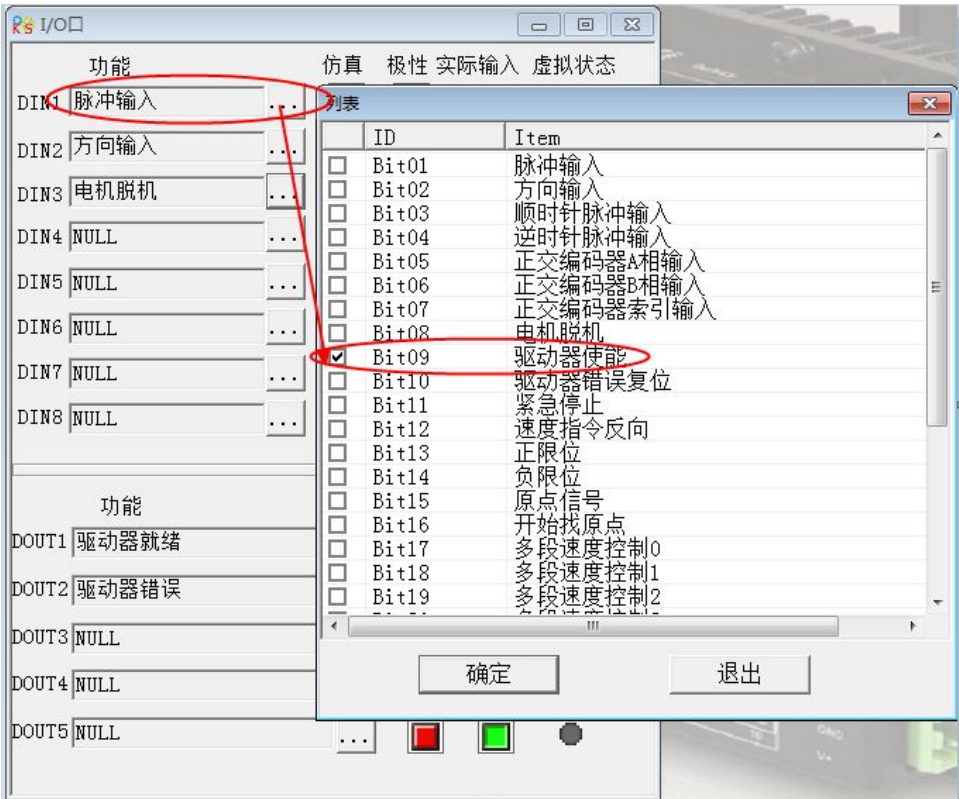 I/O口
功能 仿真 极性 实际输入 虚拟状态
DIN1 脉冲输入 ...
DIN2 方向输入 ...
DIN3 电机脱机 ...
DIN4 NULL ...
DIN5 NULL ...
DIN6 NULL ...
DIN7 NULL ...
DIN8 NULL ...
功能
DOUT1 驱动器就绪
DOUT2 驱动器错误
DOUT3 NULL
DOUT4 NULL
DOUT5 NULL ...
列表
ID Item
Bit01 脉冲输入
Bit02 方向输入
Bit03 顺时针脉冲输入
Bit04 逆时针脉冲输入
Bit05 正交编码器A相输入
Bit06 正交编码器B相输入
Bit07 正交编码器索引输入
Bit08 电机脱机
Bit09 驱动器使能
Bit10 驱动器错误复位
Bit11 紧急停止
Bit12 速度指令反向
Bit13 正限位
Bit14 负限位
Bit15 原点信号
Bit16 开始找原点
Bit17 多段速度控制0
Bit18 多段速度控制1
Bit19 多段速度控制2
确定 退出
GND
V+